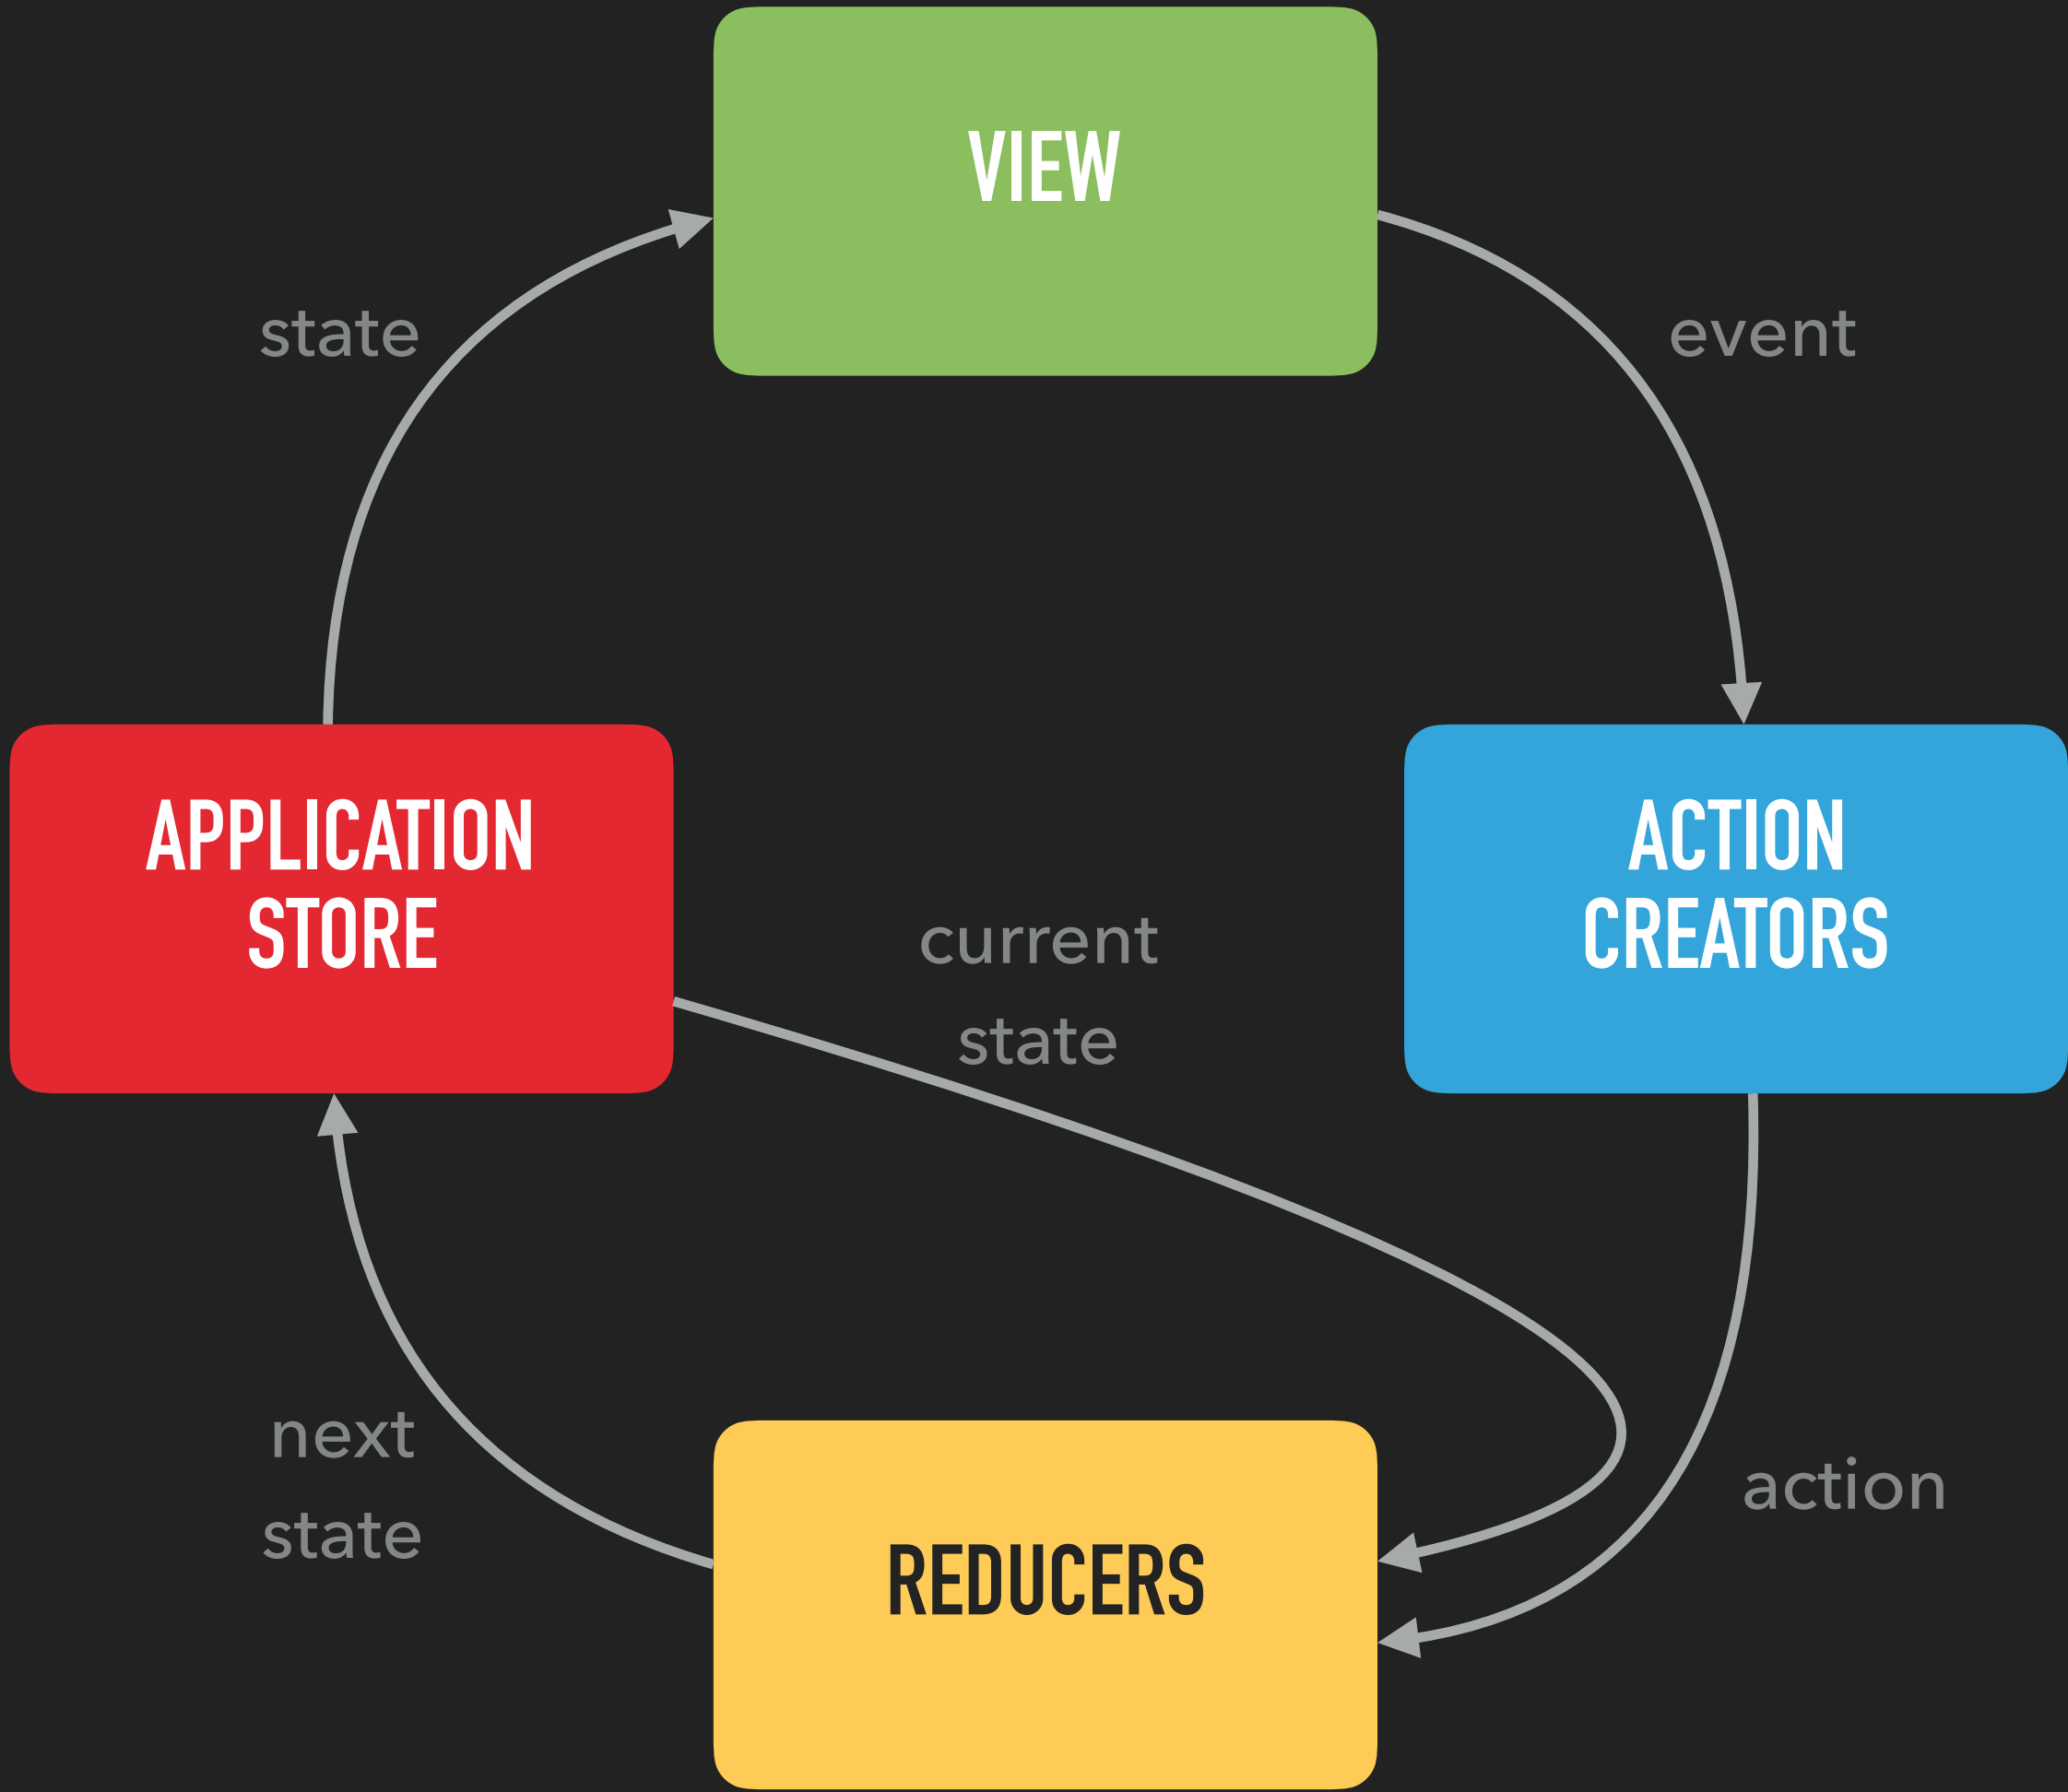 VIEW
state
event
APPLICATION
STORE
ACTION
CREATORS
current
state
next
state
action
REDUCERS